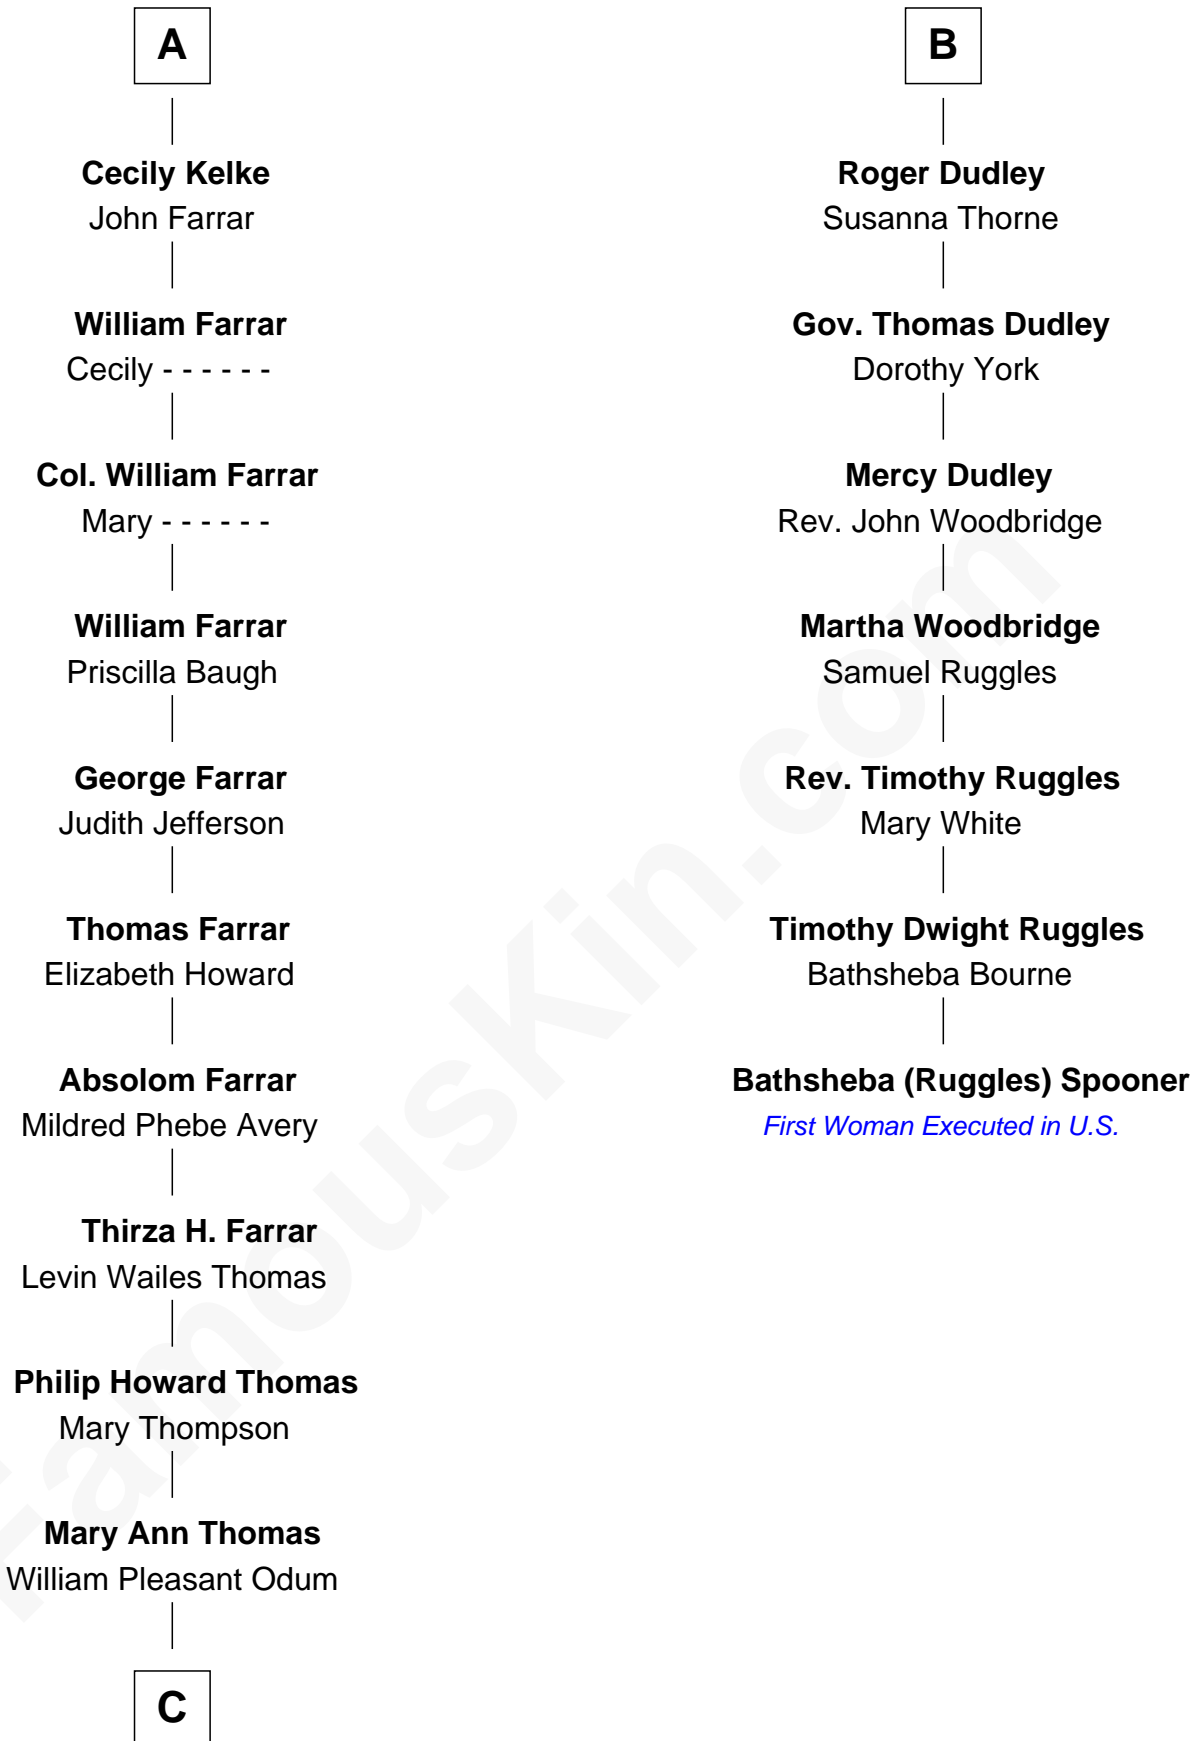 A
Cecily Kelke
John Farrar
William Farrar
Cecily - - - - - -
Col. William Farrar
Mary - - - - - -
William Farrar
Priscilla Baugh
George Farrar
Judith Jefferson
Thomas Farrar
Elizabeth Howard
Absolom Farrar
Mildred Phebe Avery
Thirza H. Farrar
Levin Wailes Thomas
Philip Howard Thomas
Mary Thompson
Mary Ann Thomas
William Pleasant Odum
C
B
Roger Dudley
Susanna Thorne
Gov. Thomas Dudley
Dorothy York
Mercy Dudley
Rev. John Woodbridge
Martha Woodbridge
Samuel Ruggles
Rev. Timothy Ruggles
Mary White
Timothy Dwight Ruggles
Bathsheba Bourne
Bathsheba (Ruggles) Spooner
First Woman Executed in U.S.
FamousKin.com